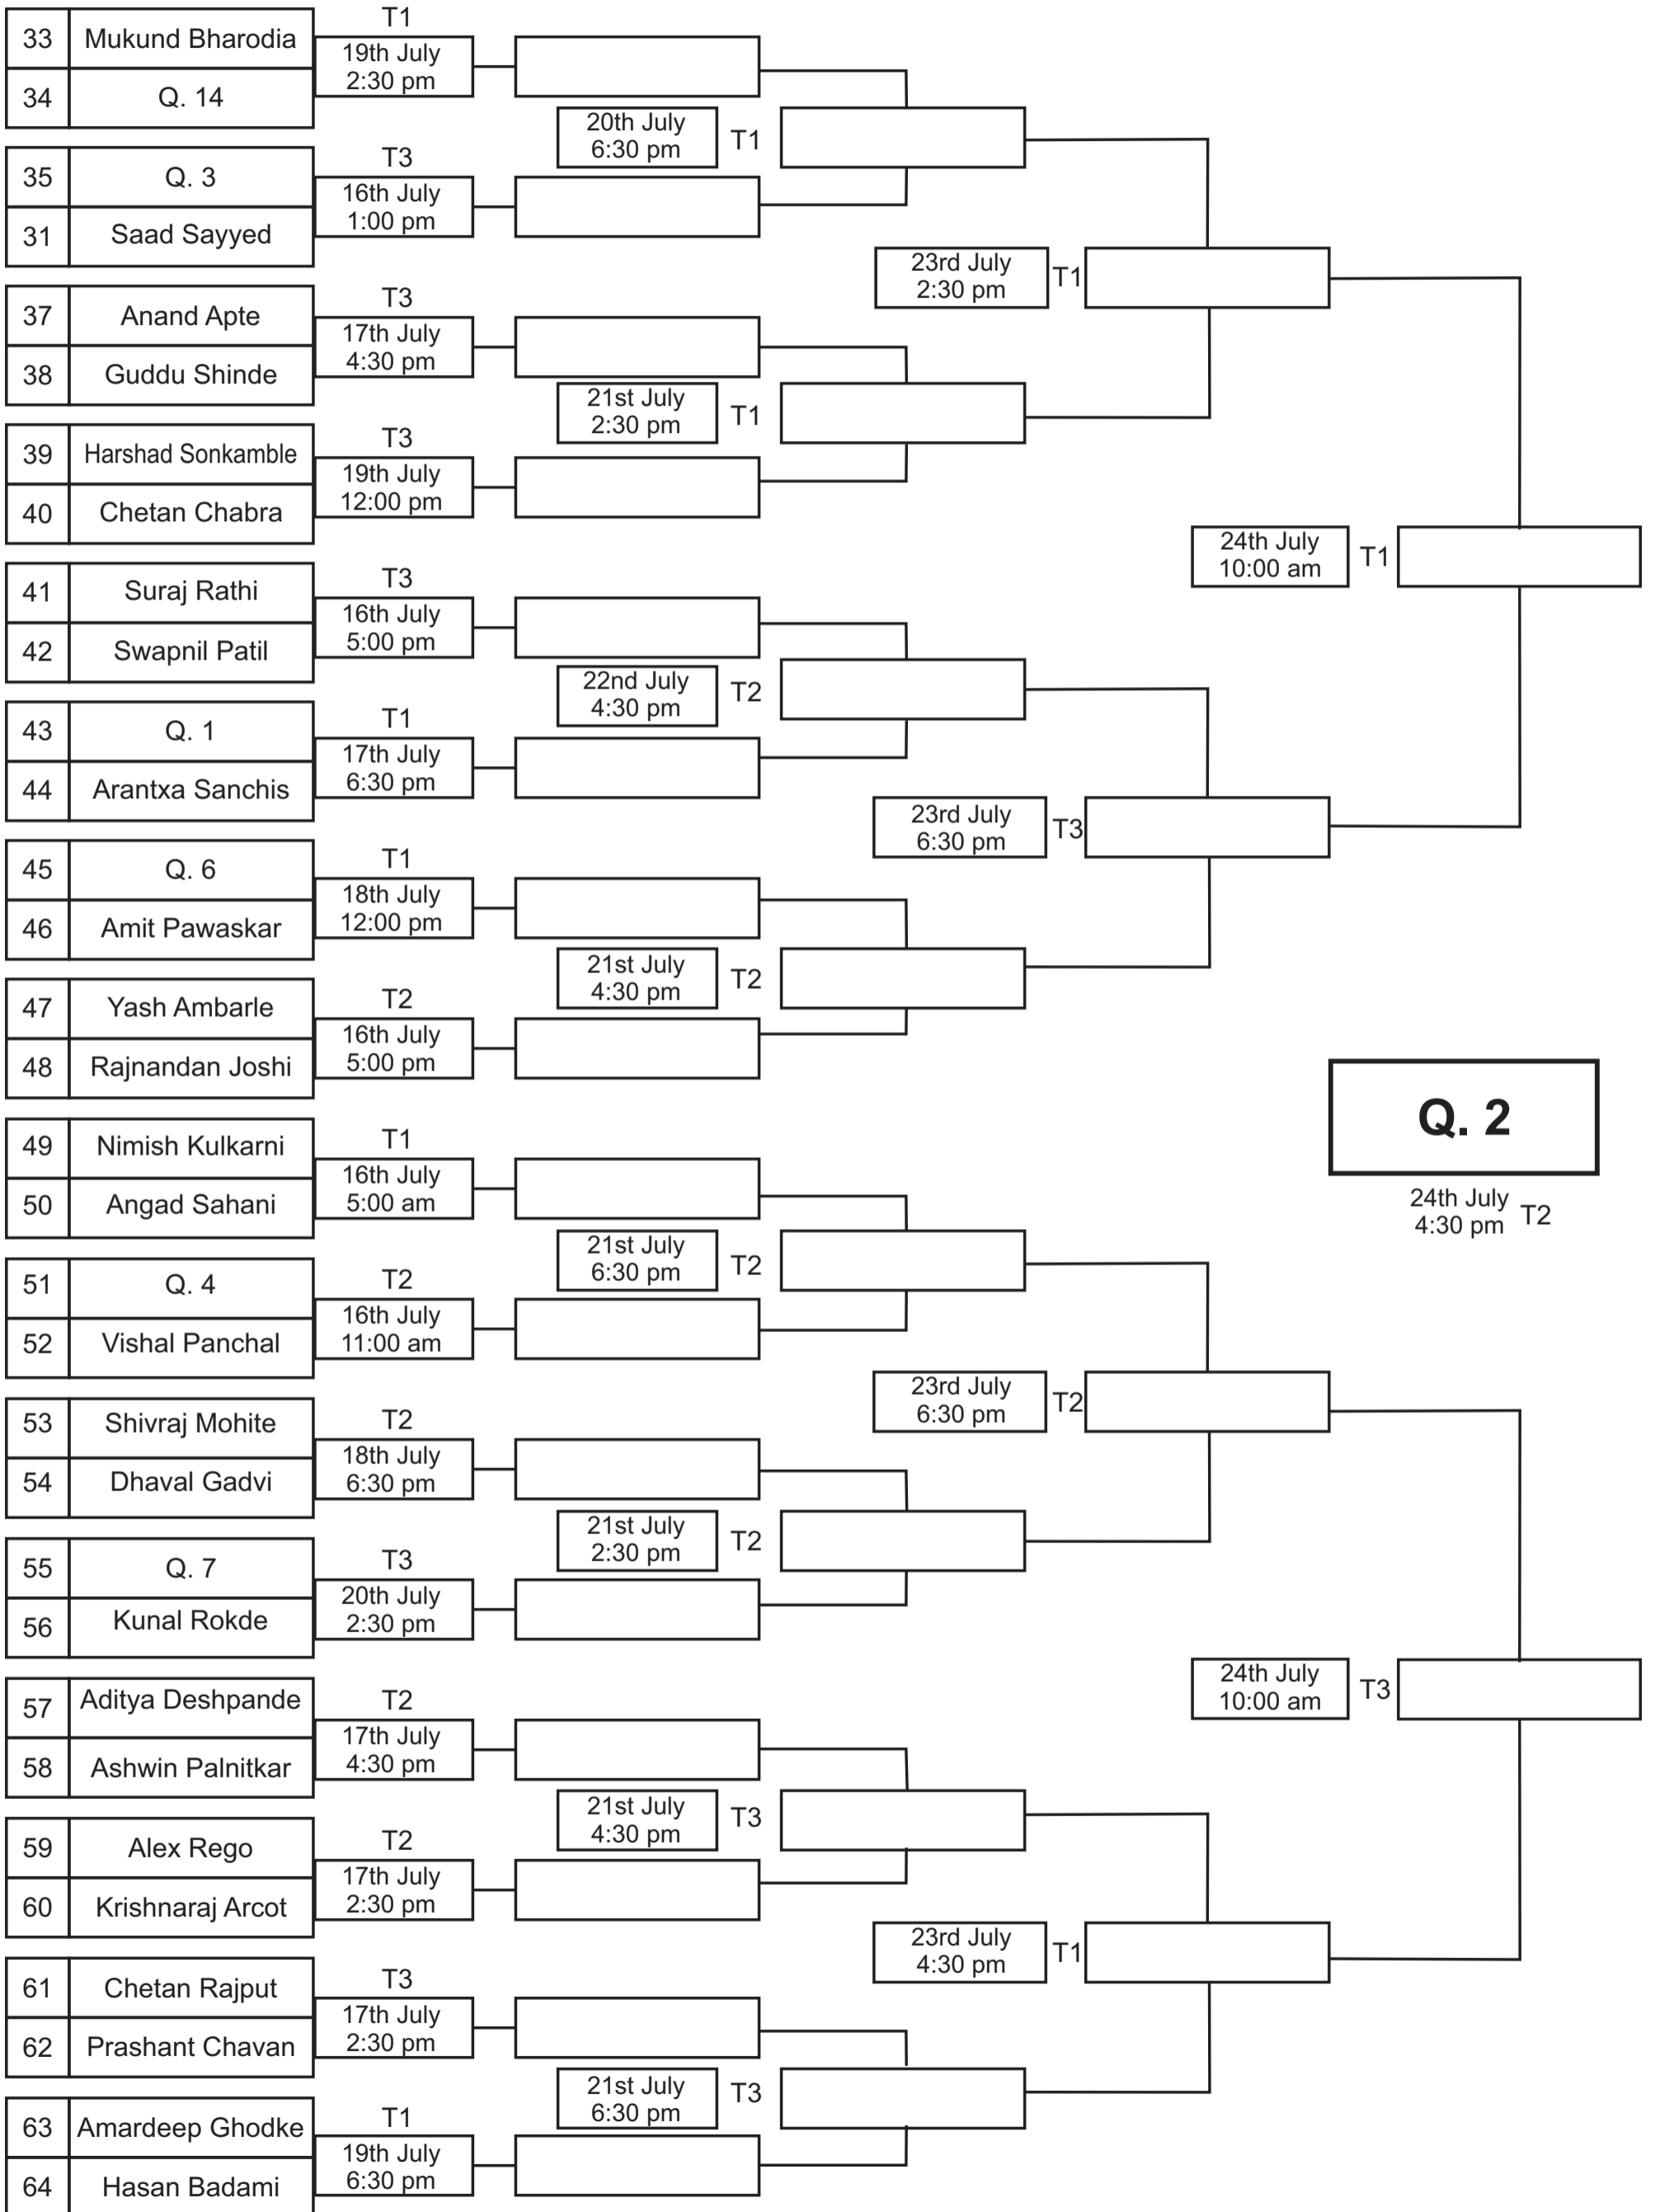 T1
33 Mukund Bharodia
19th July
2:30 pm
34 Q. 14
20th July
6:30 pm
T1
T3
35 Q. 3
16th July
1:00 pm
31 Saad Sayyed
23rd July
2:30 pm
T1
T3
37 Anand Apte
17th July
4:30 pm
38 Guddu Shinde
21st July
2:30 pm
T1
T3
39 Harshad Sonkamble
19th July
12:00 pm
40 Chetan Chabra
24th July
10:00 am
T1
T3
41 Suraj Rathi
16th July
5:00 pm
42 Swapnil Patil
22nd July
4:30 pm
T2
T1
43 Q. 1
17th July
6:30 pm
44 Arantxa Sanchis
23rd July
6:30 pm
T3
T1
45 Q. 6
18th July
12:00 pm
46 Amit Pawaskar
21st July
4:30 pm
T2
T2
47 Yash Ambarle
16th July
5:00 pm
48 Rajnandan Joshi
Q. 2
24th July
4:30 pm
T2
T1
49 Nimish Kulkarni
16th July
5:00 am
50 Angad Sahani
21st July
6:30 pm
T2
T2
51 Q. 4
16th July
11:00 am
52 Vishal Panchal
23rd July
6:30 pm
T2
T2
53 Shivraj Mohite
18th July
6:30 pm
54 Dhaval Gadvi
21st July
2:30 pm
T2
T3
55 Q. 7
20th July
2:30 pm
56 Kunal Rokde
24th July
10:00 am
T3
T2
57 Aditya Deshpande
17th July
4:30 pm
58 Ashwin Palnitkar
21st July
4:30 pm
T3
T2
59 Alex Rego
17th July
2:30 pm
60 Krishnaraj Arcot
23rd July
4:30 pm
T1
T3
61 Chetan Rajput
17th July
2:30 pm
62 Prashant Chavan
21st July
6:30 pm
T3
T1
63 Amardeep Ghodke
19th July
6:30 pm
64 Hasan Badami